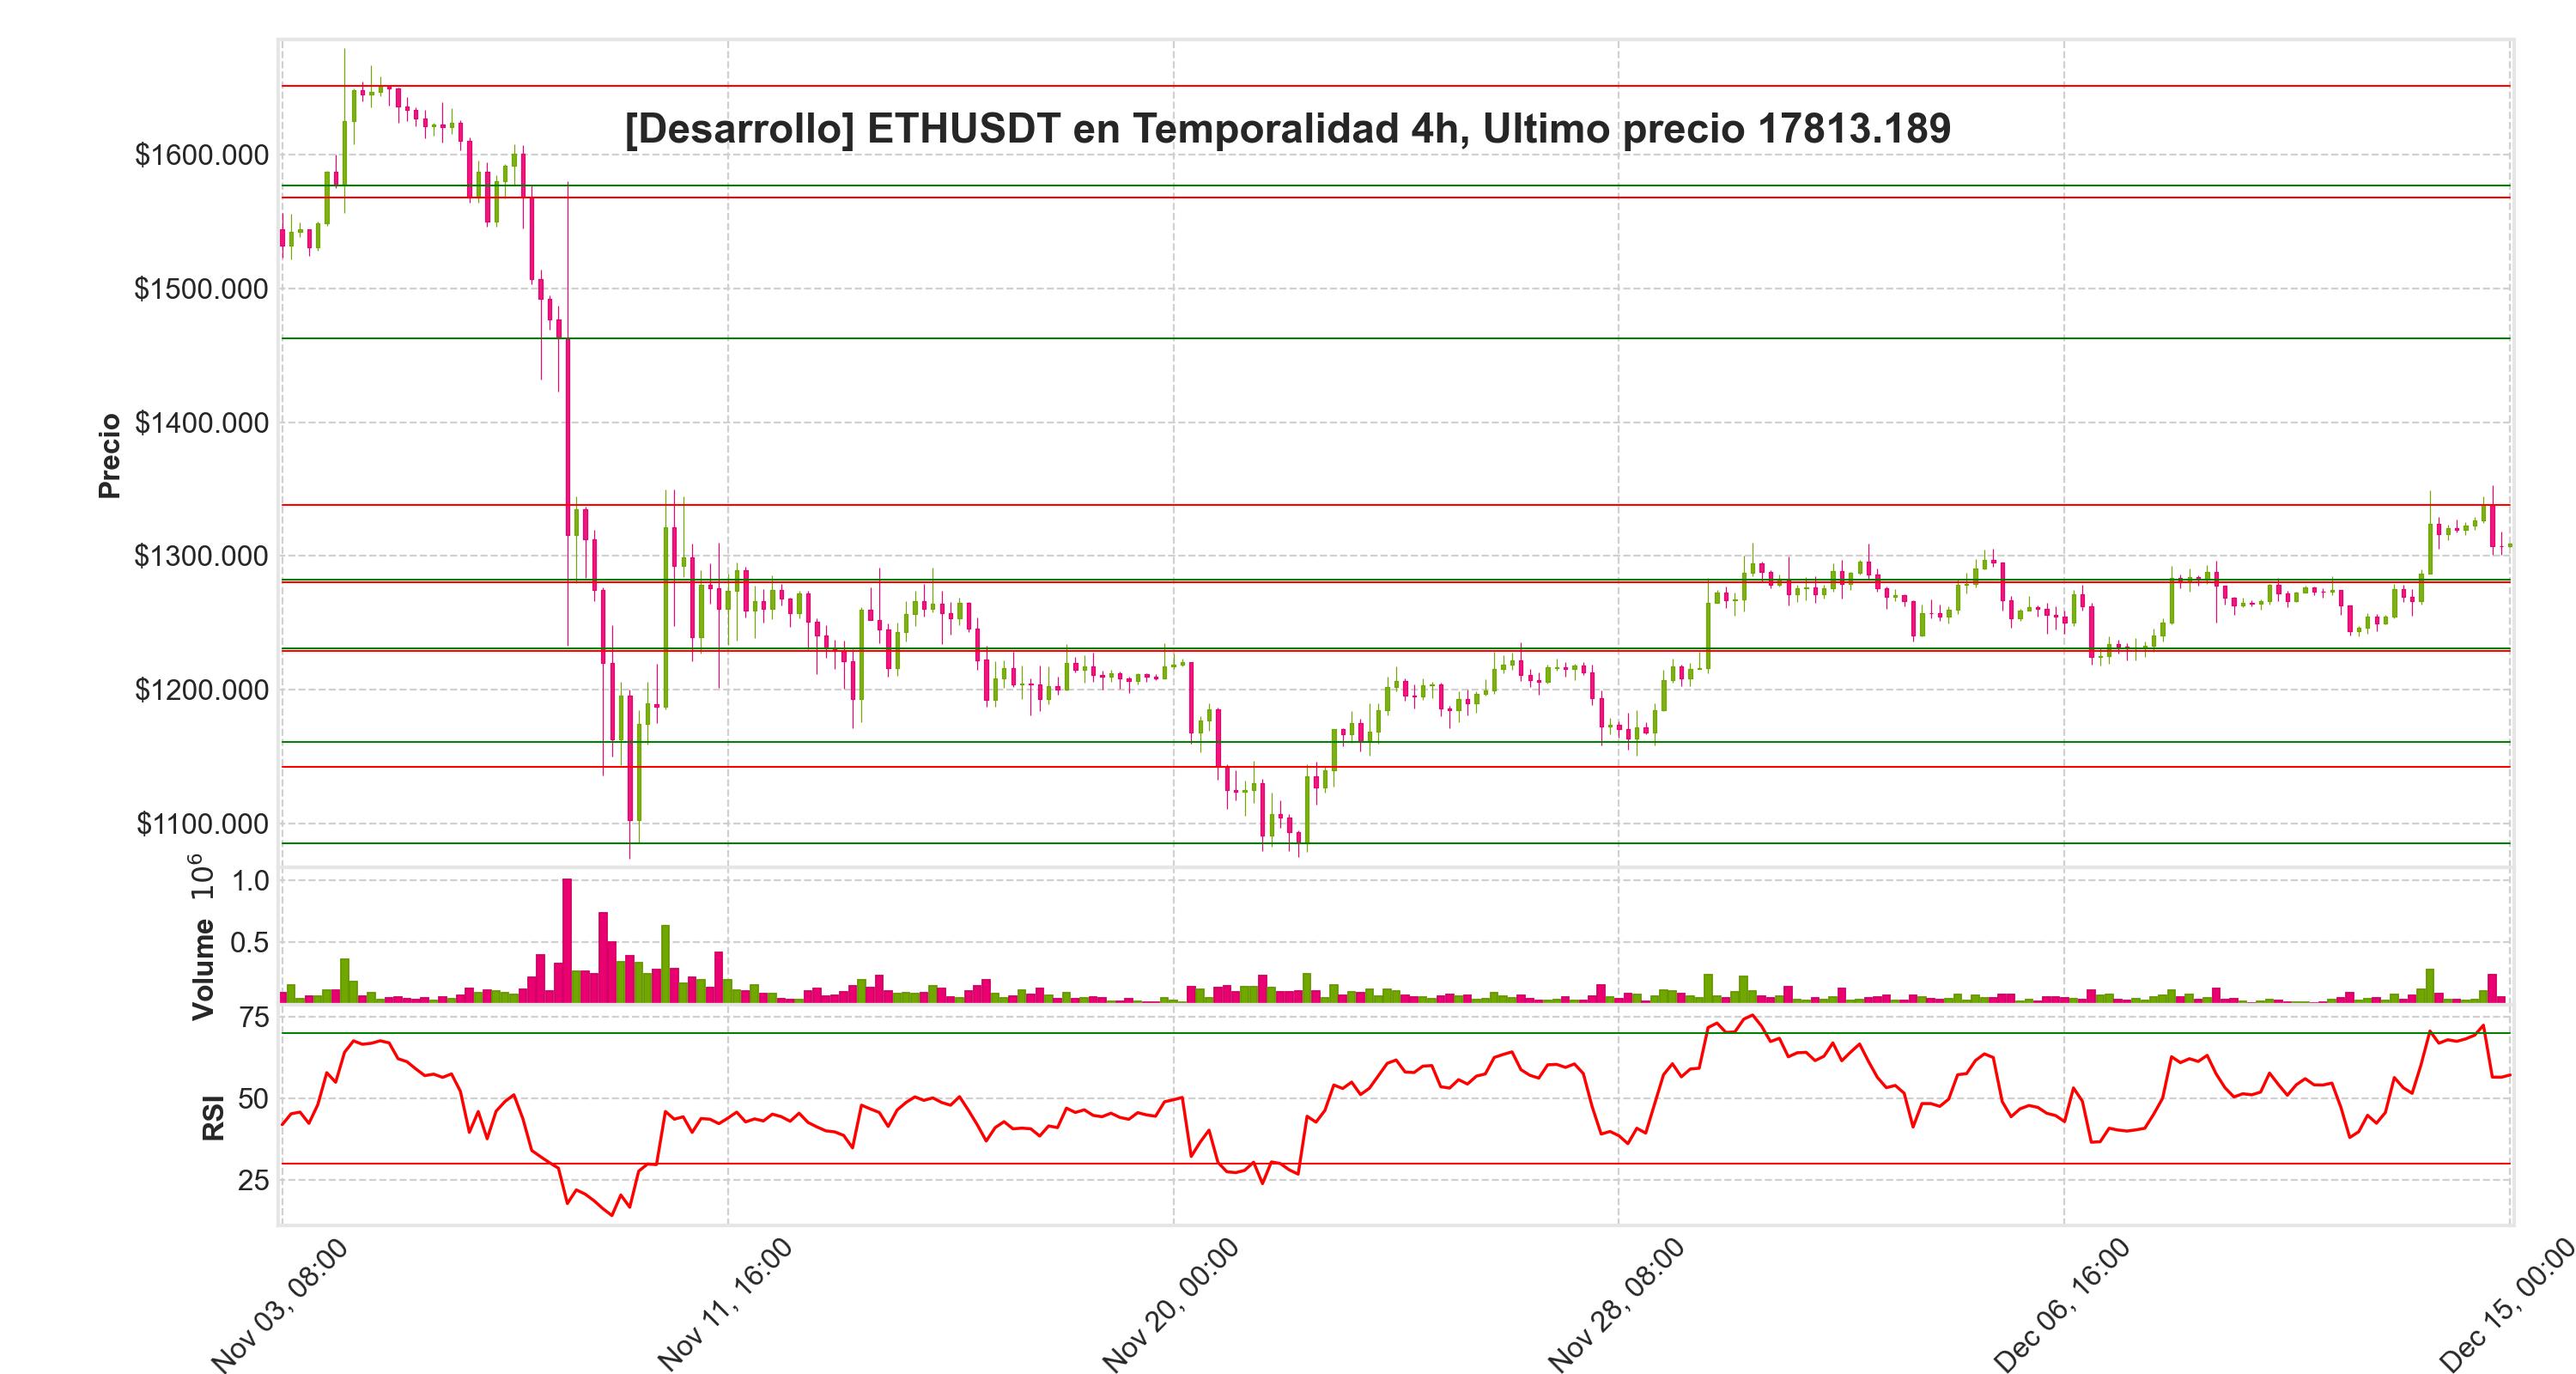 [Desarrollo] ETHUSDT en Temporalidad 4h, Ultimo precio 17813.189
Precio
$1600.000
$1500.000
$1400.000
$1300.000
$1200.000
$1100.000
Volume 10⁶
1.0
0.5
RSI
75
50
25
Nov 03, 08:00
Nov 11, 16:00
Nov 20, 00:00
Nov 28, 08:00
Dec 06, 16:00
Dec 15, 00:00